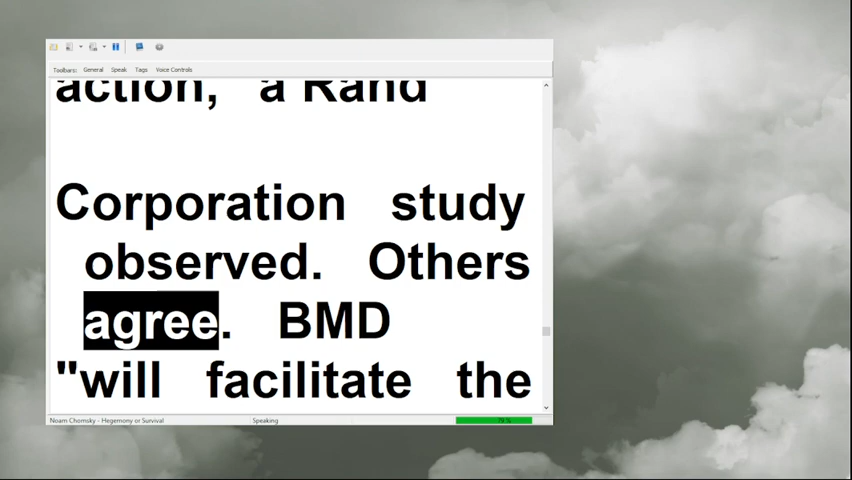 Toolbars: General Speak Tags Voice Controls
action, a Rand
Corporation study
observed. Others
agree. BMD
"will facilitate the
Noam Chomsky - Hegemony or Survival Speaking 79 %